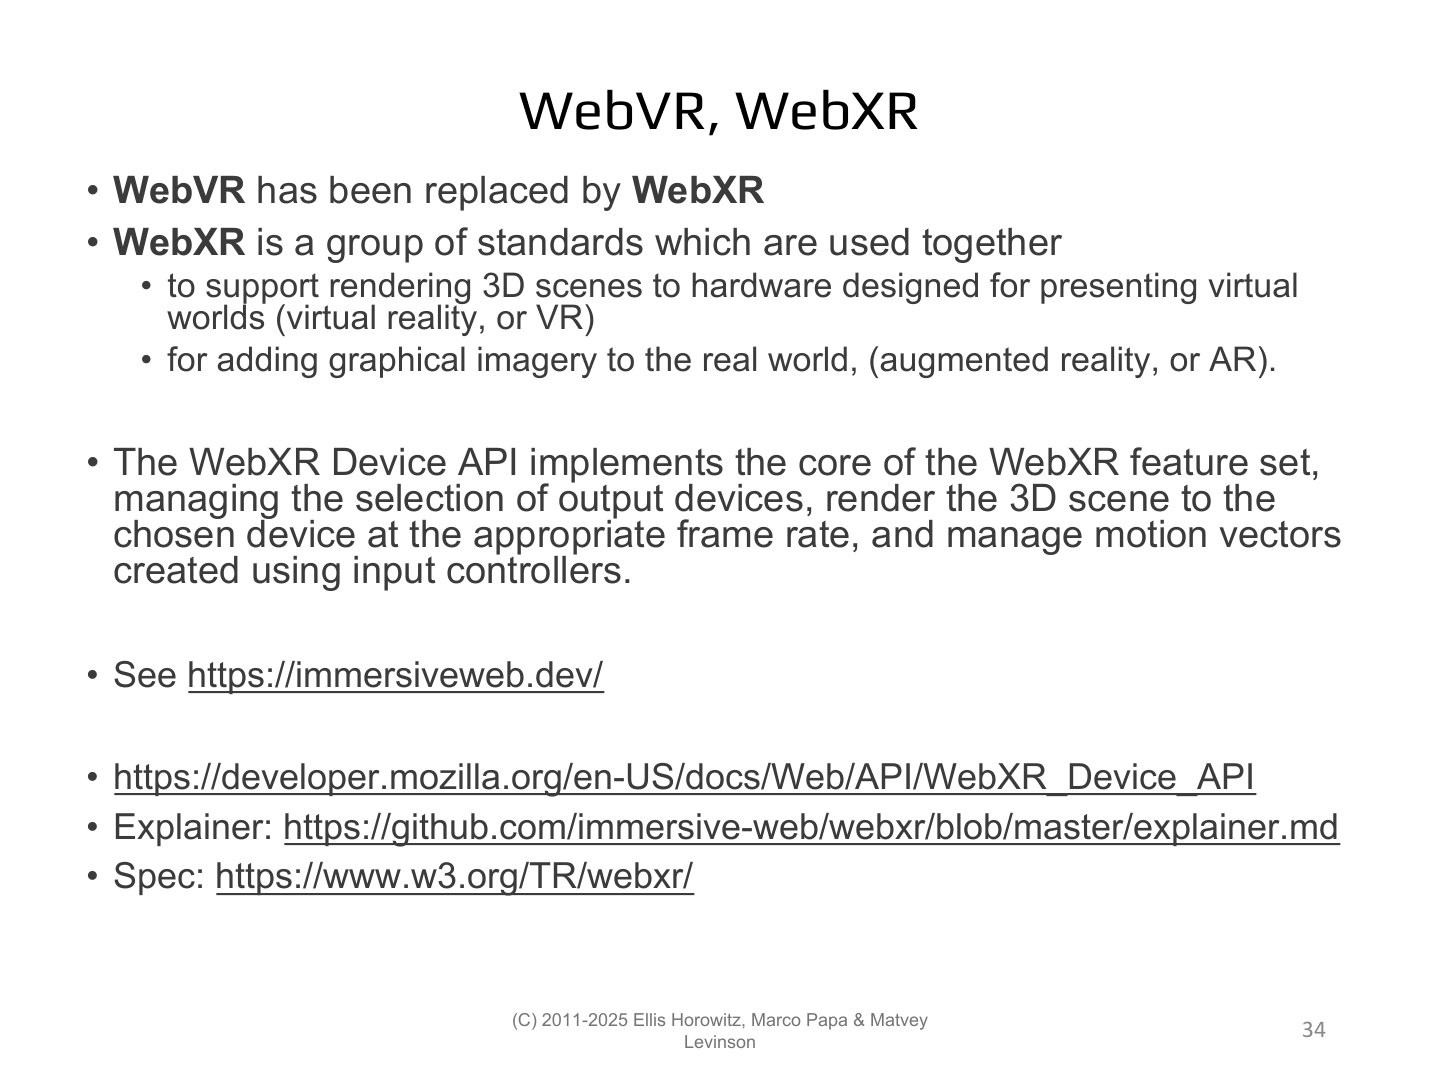 WebVR, WebXR
• WebVR has been replaced by WebXR
• WebXR is a group of standards which are used together
• to support rendering 3D scenes to hardware designed for presenting virtual
worlds (virtual reality, or VR)
• for adding graphical imagery to the real world, (augmented reality, or AR).
• The WebXR Device API implements the core of the WebXR feature set,
managing the selection of output devices, render the 3D scene to the
chosen device at the appropriate frame rate, and manage motion vectors
created using input controllers.
• See https://immersiveweb.dev/
• https://developer.mozilla.org/en-US/docs/Web/API/WebXR_Device_API
• Explainer: https://github.com/immersive-web/webxr/blob/master/explainer.md
• Spec: https://www.w3.org/TR/webxr/
(C) 2011-2025 Ellis Horowitz, Marco Papa & Matvey
Levinson
34